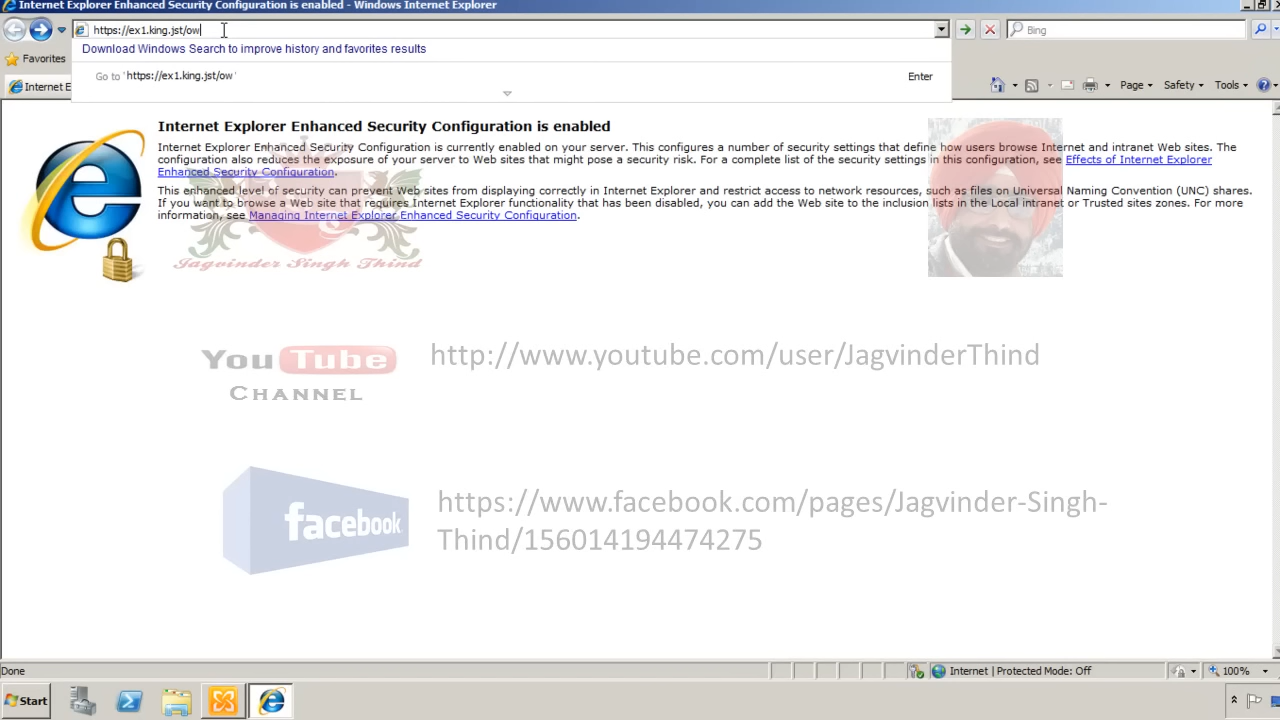 Internet Explorer Enhanced Security Configuration is enabled - Windows Internet Explorer
https://ex1.king.jst/ow
Bing
Download Windows Search to improve history and favorites results
Favorites
Go to 'https://ex1.king.jst/ow'
Enter
Internet E
Page
Safety
Tools
Internet Explorer Enhanced Security Configuration is enabled
Internet Explorer Enhanced Security Configuration is currently enabled on your server. This configures a number of security settings that define how users browse Internet and intranet Web sites. The
configuration also reduces the exposure of your server to Web sites that might pose a security risk. For a complete list of the security settings in this configuration, see Effects of Internet Explorer
Enhanced Security Configuration.
This enhanced level of security can prevent Web sites from displaying correctly in Internet Explorer and restrict access to network resources, such as files on Universal Naming Convention (UNC) shares.
If you want to browse a Web site that requires Internet Explorer functionality that has been disabled, you can add the Web site to the inclusion lists in the Local intranet or Trusted sites zones. For more
information, see Managing Internet Explorer Enhanced Security Configuration.
Jagvinder Singh Thind
YouTube
CHANNEL
http://www.youtube.com/user/JagvinderThind
facebook
https://www.facebook.com/pages/Jagvinder-Singh-
Thind/156014194474275
Done
Internet | Protected Mode: Off
100%
Start